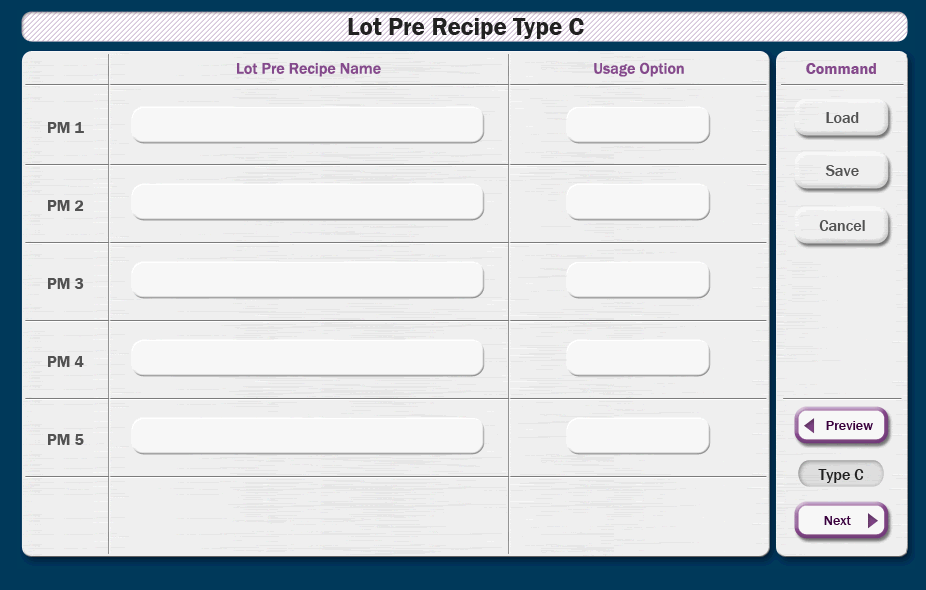 Lot Pre Recipe Type C
Lot Pre Recipe Name
Usage Option
Command
PM 1
PM 2
PM 3
PM 4
PM 5
Load
Save
Cancel
Preview
Type C
Next